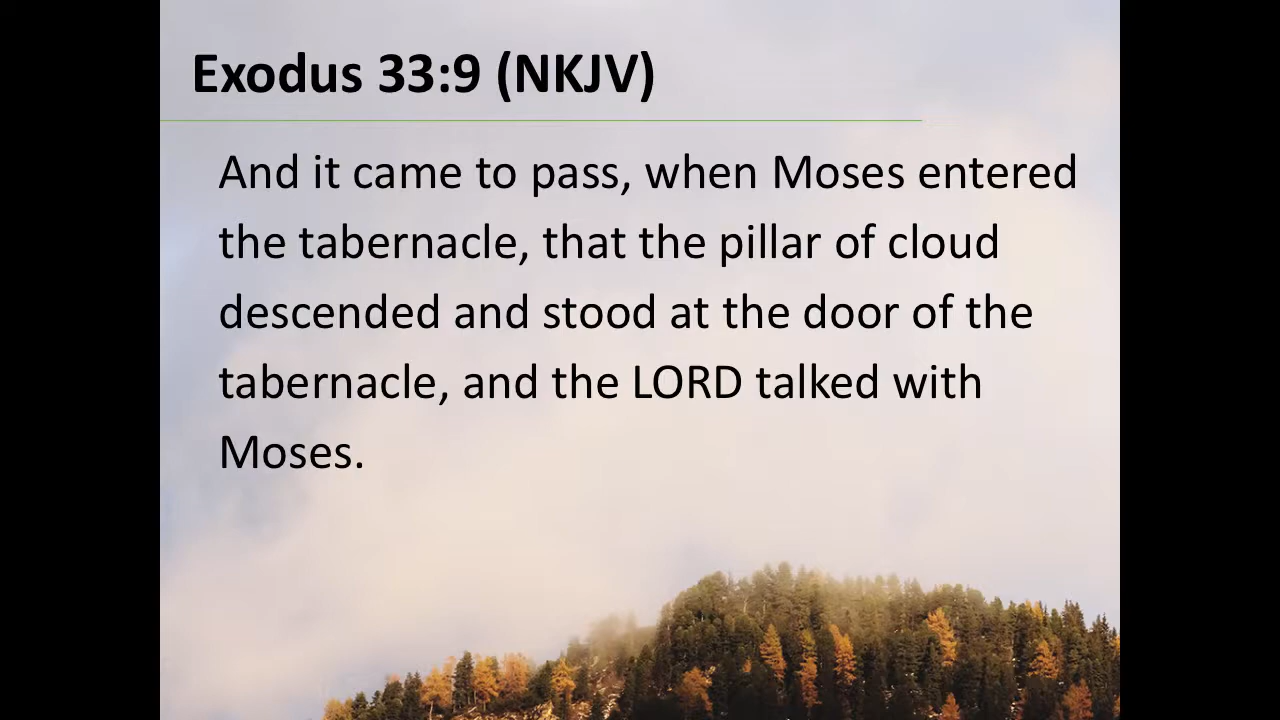 Exodus 33:9 (NKJV)
And it came to pass, when Moses entered
the tabernacle, that the pillar of cloud
descended and stood at the door of the
tabernacle, and the LORD talked with
Moses.